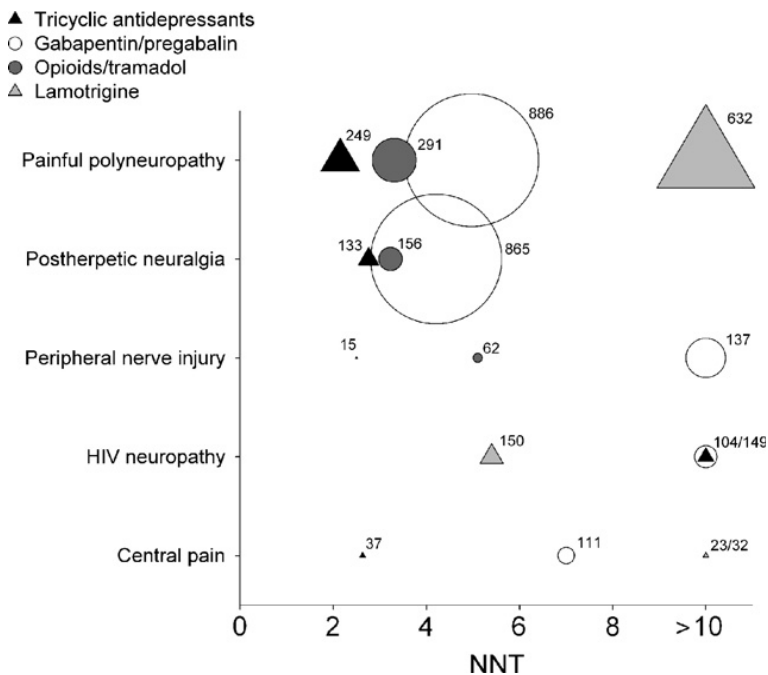 Tricyclic antidepressants
Gabapentin/pregabalin
Opioids/tramadol
Lamotrigine
886
632
249
291
Painful polyneuropathy
133
156
865
Postherpetic neuralgia
15
62
137
Peripheral nerve injury
150
104/149
HIV neuropathy
37
111
23/32
Central pain
0
2
4
6
8
>10
NNT